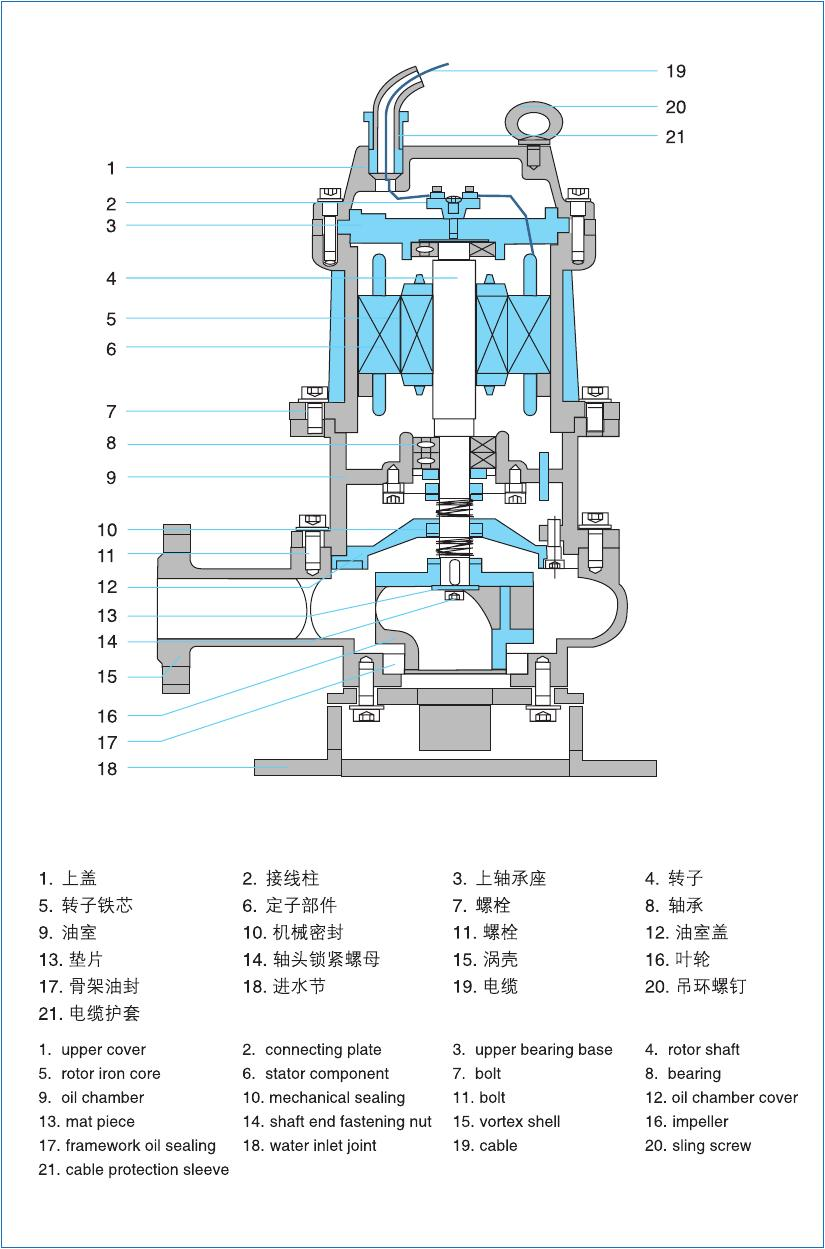 19
20
21
1
2
3
4
5
6
7
8
9
10
11
12
13
14
15
16
17
18
1. 上盖 2. 接线柱 3. 上轴承座 4. 转子
5. 转子铁芯 6. 定子部件 7. 螺栓 8. 轴承
9. 油室 10. 机械密封 11. 螺栓 12. 油室盖
13. 垫片 14. 轴头锁紧螺母 15. 涡壳 16. 叶轮
17. 骨架油封 18. 进水节 19. 电缆 20. 吊环螺钉
21. 电缆护套
1. upper cover 2. connecting plate 3. upper bearing base 4. rotor shaft
5. rotor iron core 6. stator component 7. bolt 8. bearing
9. oil chamber 10. mechanical sealing 11. bolt 12. oil chamber cover
13. mat piece 14. shaft end fastening nut 15. vortex shell 16. impeller
17. framework oil sealing 18. water inlet joint 19. cable 20. sling screw
21. cable protection sleeve